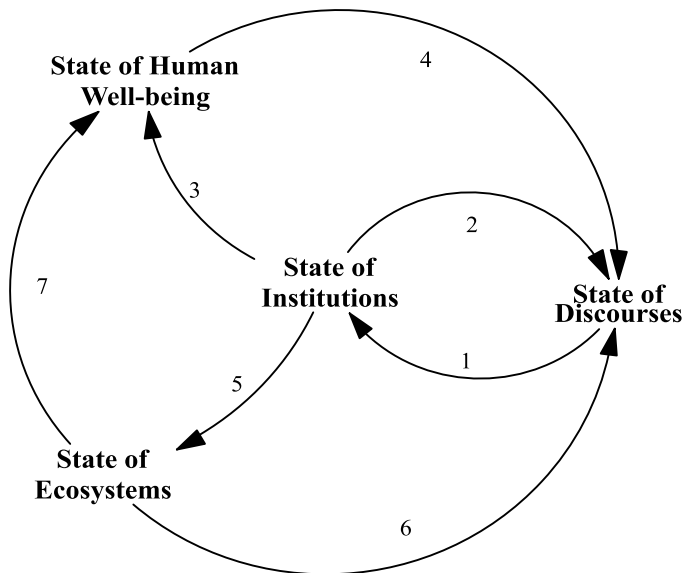 4
State of Human
Well-being
3
2
State of
Institutions
7
State of
Discourses
1
5
State of
Ecosystems
6